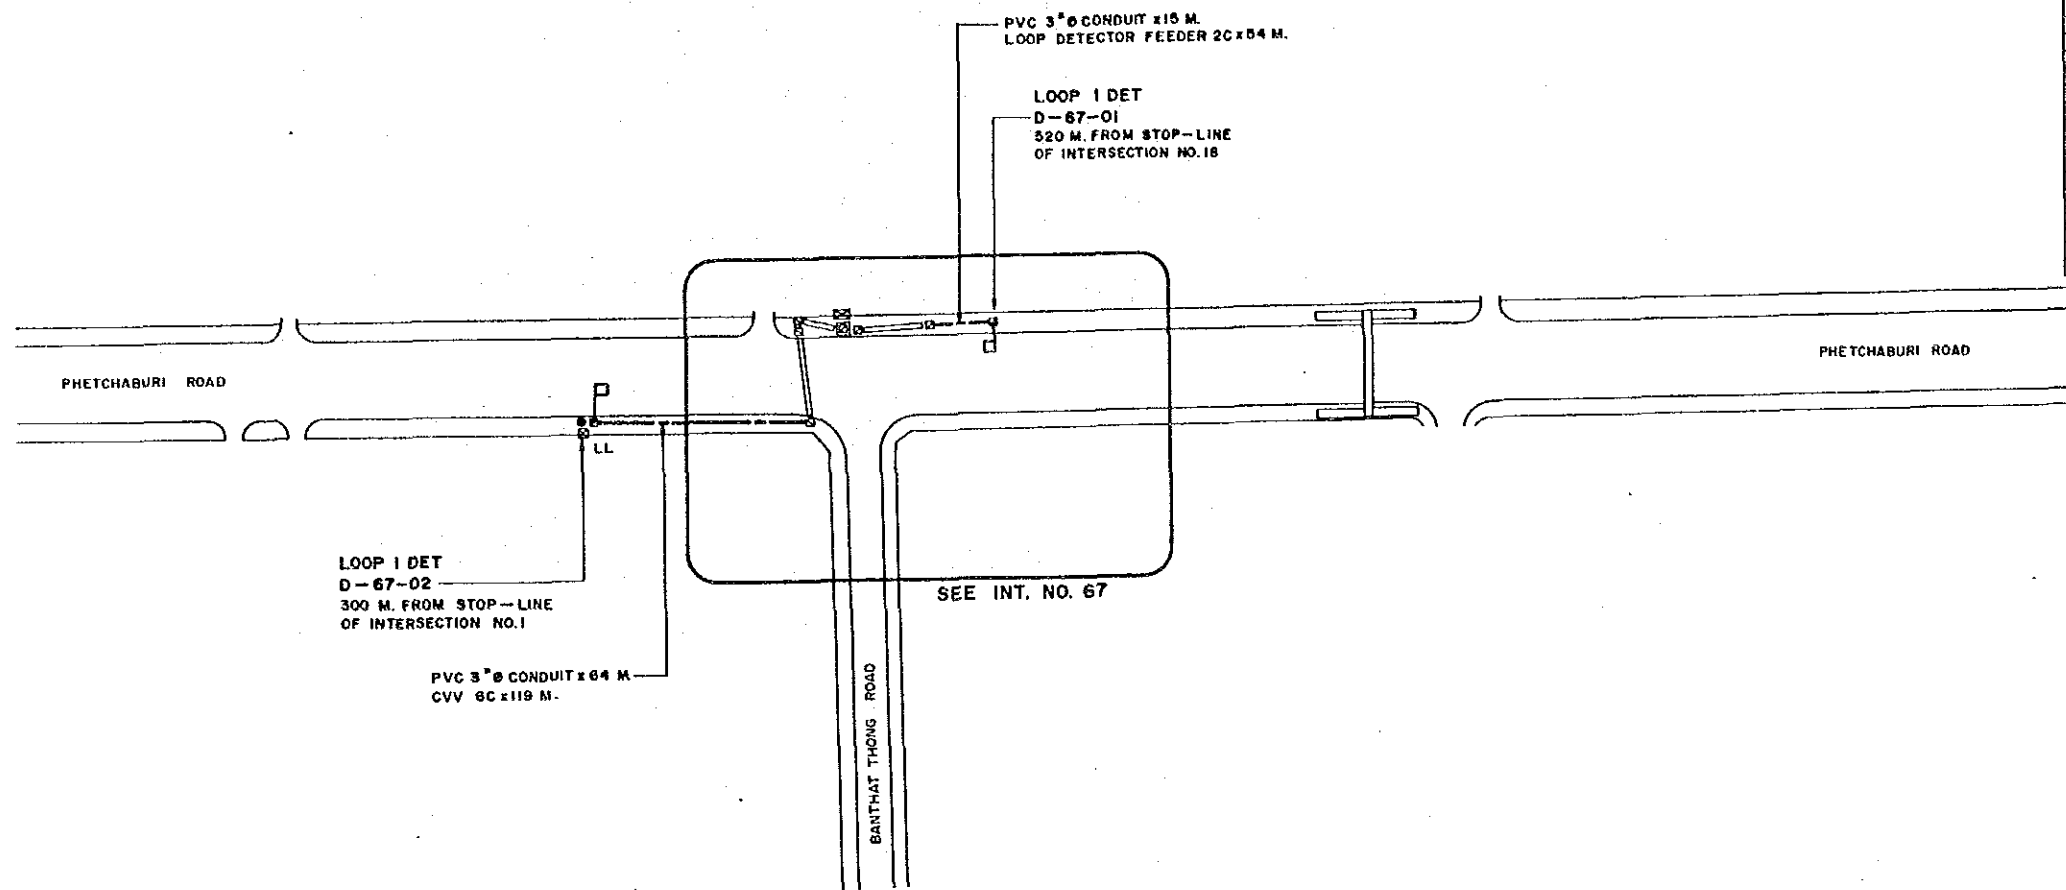 PVC 3"ø CONDUIT x 15 M.
LOOP DETECTOR FEEDER 2C x 54 M.
LOOP 1 DET
D-67-01
520 M. FROM STOP-LINE
OF INTERSECTION NO.18
PHETCHABURI ROAD
PHETCHABURI ROAD
LL
LOOP 1 DET
D-67-02
300 M. FROM STOP-LINE
OF INTERSECTION NO.1
SEE INT. NO. 67
PVC 3"ø CONDUIT x 64 M
CVV 6C x 119 M.
BANTHAT THONG ROAD